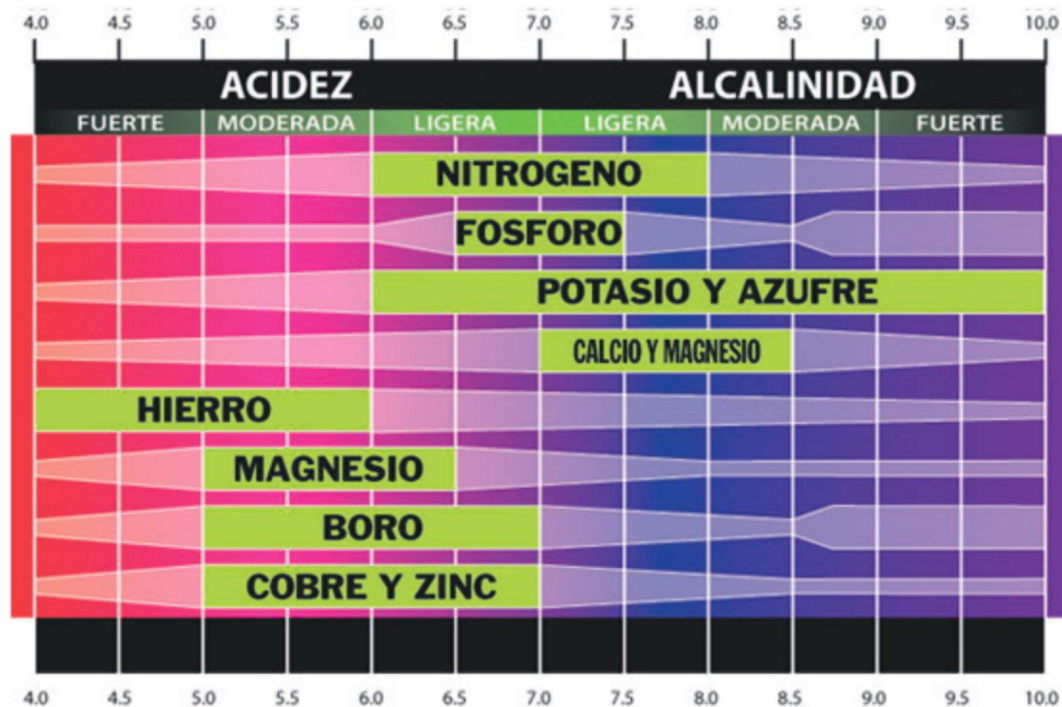 4.0 4.5 5.0 5.5 6.0 6.5 7.0 7.5 8.0 8.5 9.0 9.5 10.0
ACIDEZ ALCALINIDAD
FUERTE MODERADA LIGERA LIGERA MODERADA FUERTE
NITROGENO
FOSFORO
POTASIO Y AZUFRE
CALCIO Y MAGNESIO
HIERRO
MAGNESIO
BORO
COBRE Y ZINC
4.0 4.5 5.0 5.5 6.0 6.5 7.0 7.5 8.0 8.5 9.0 9.5 10.0